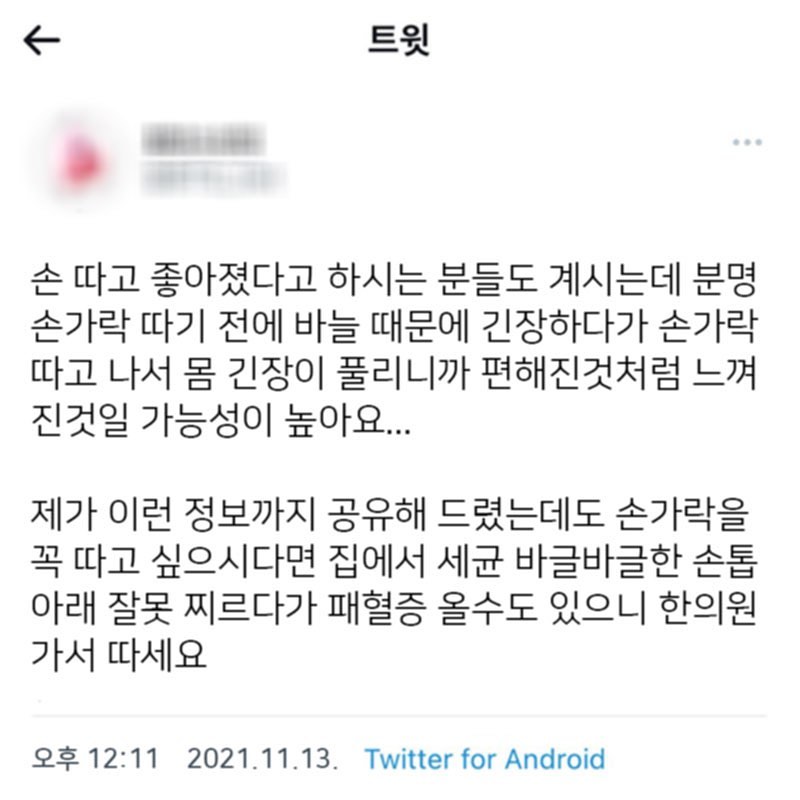 트윗
손 따고 좋아졌다고 하시는 분들도 계시는데 분명
손가락 따기 전에 바늘 때문에 긴장하다가 손가락
따고 나서 몸 긴장이 풀리니까 편해진것처럼 느껴
진것일 가능성이 높아요...
제가 이런 정보까지 공유해 드렸는데도 손가락을
꼭 따고 싶으시다면 집에서 세균 바글바글한 손톱
아래 잘못 찌르다가 패혈증 올수도 있으니 한의원
가서 따세요
오후 12:11 2021.11.13. Twitter for Android